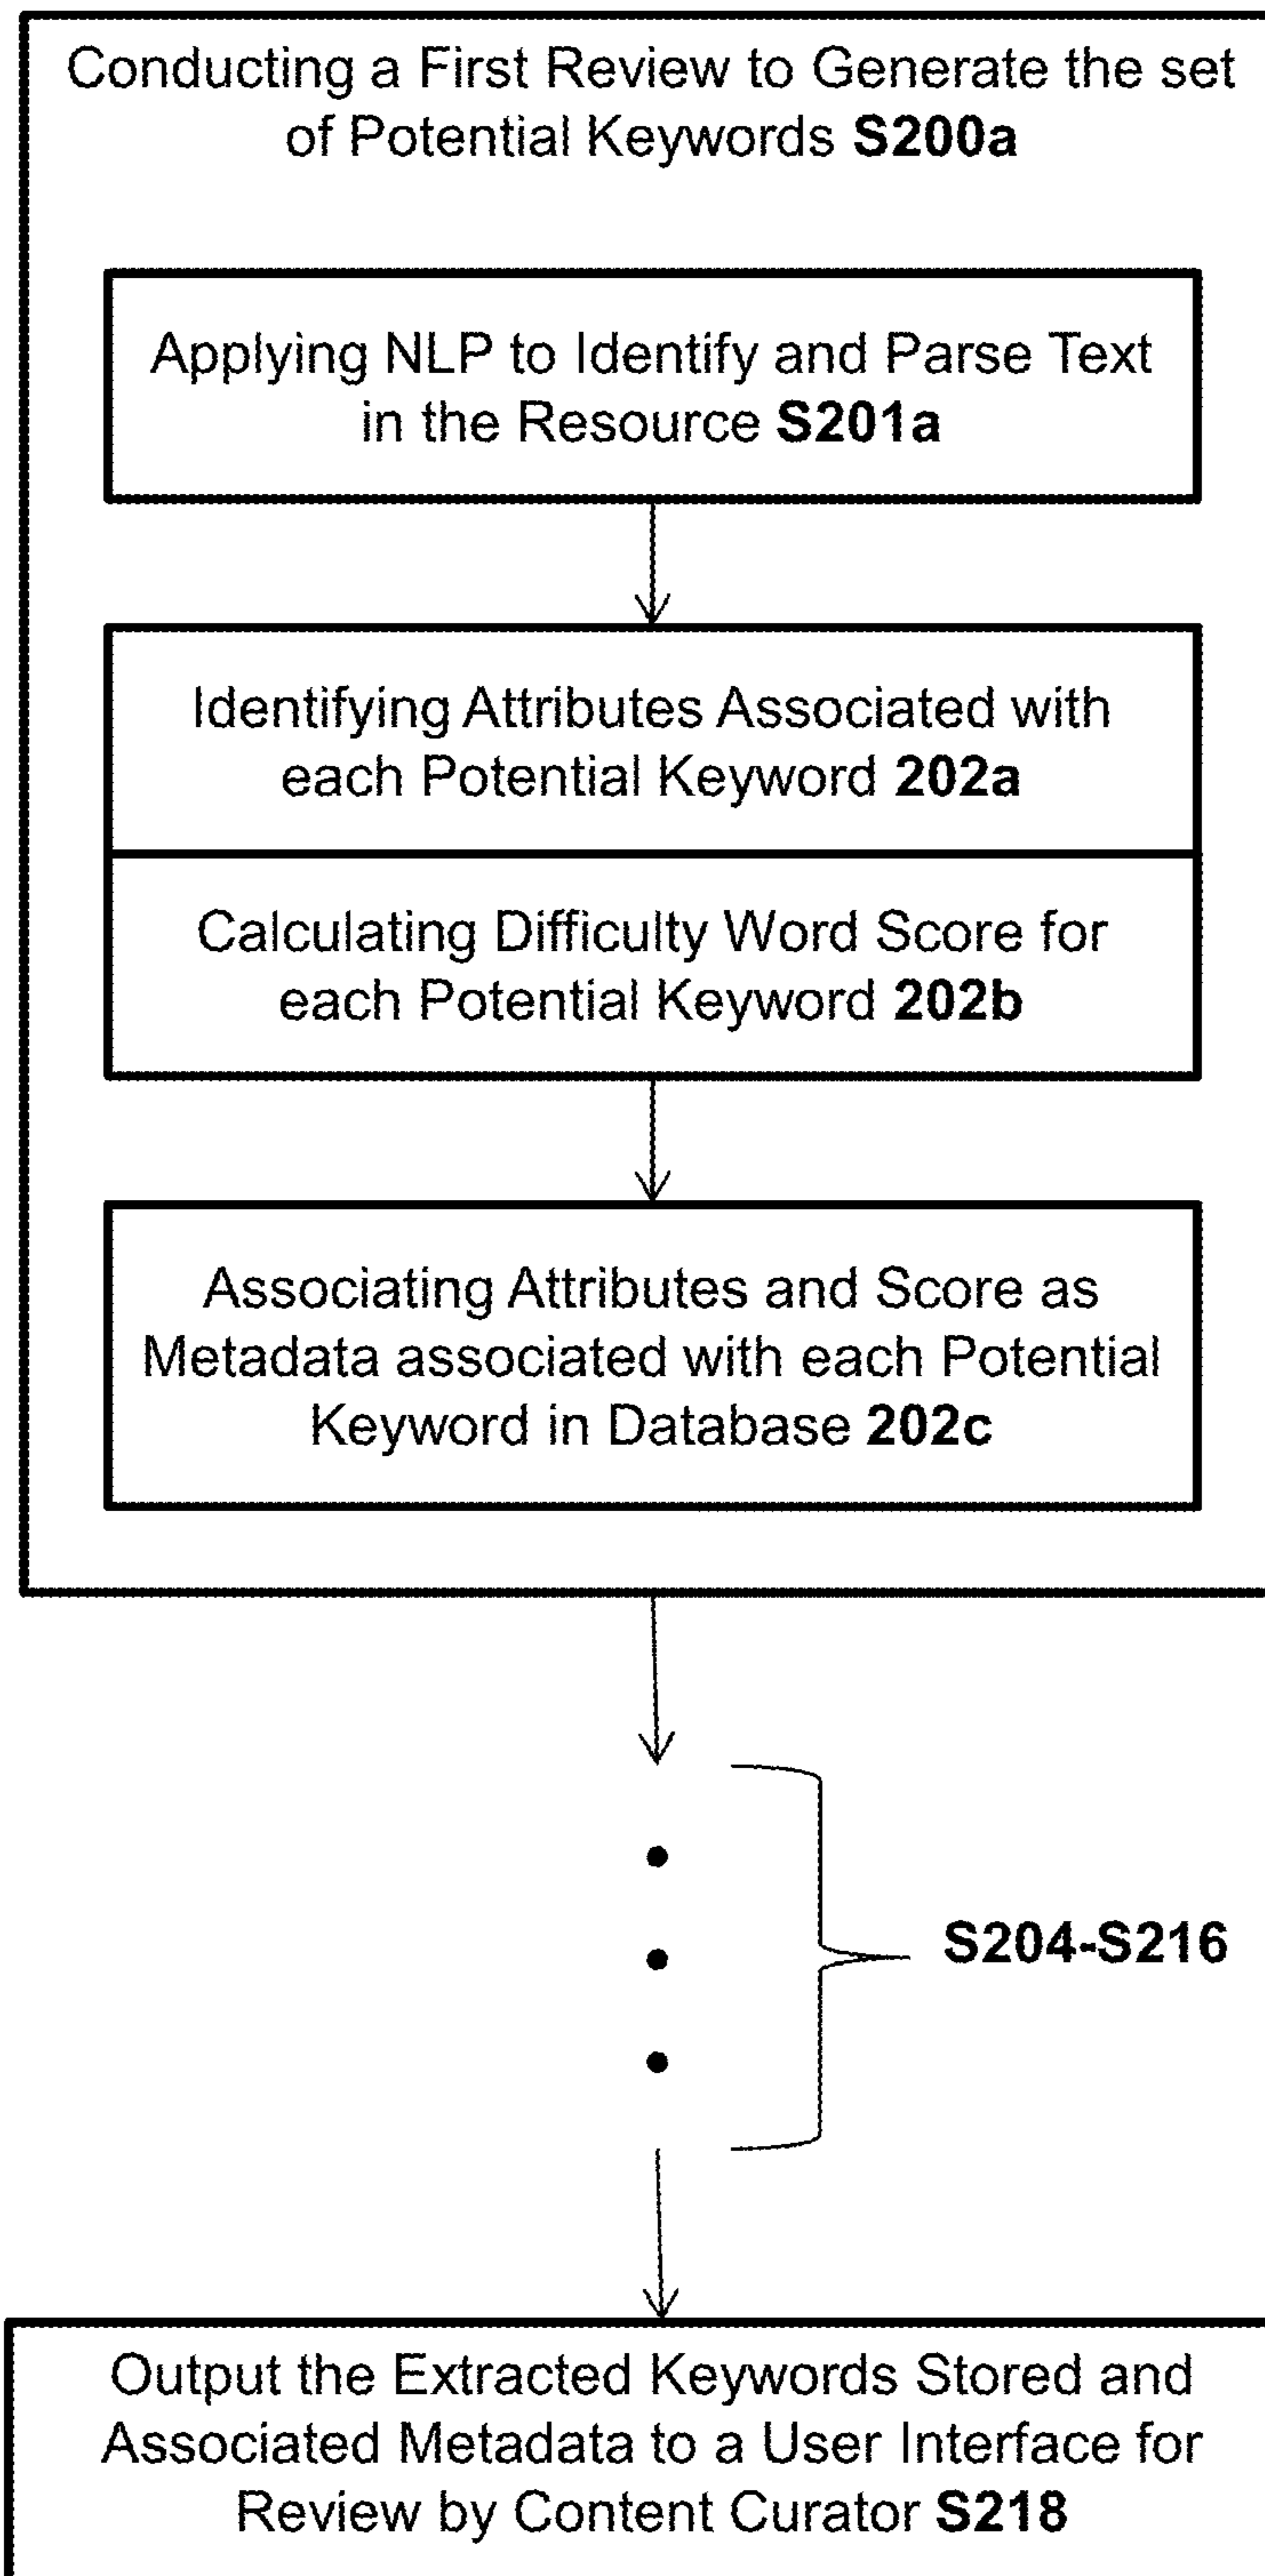 Conducting a First Review to Generate the set
of Potential Keywords S200a
Applying NLP to Identify and Parse Text
in the Resource S201a
Identifying Attributes Associated with
each Potential Keyword 202a
Calculating Difficulty Word Score for
each Potential Keyword 202b
Associating Attributes and Score as
Metadata associated with each Potential
Keyword in Database 202c
S204-S216
Output the Extracted Keywords Stored and
Associated Metadata to a User Interface for
Review by Content Curator S218